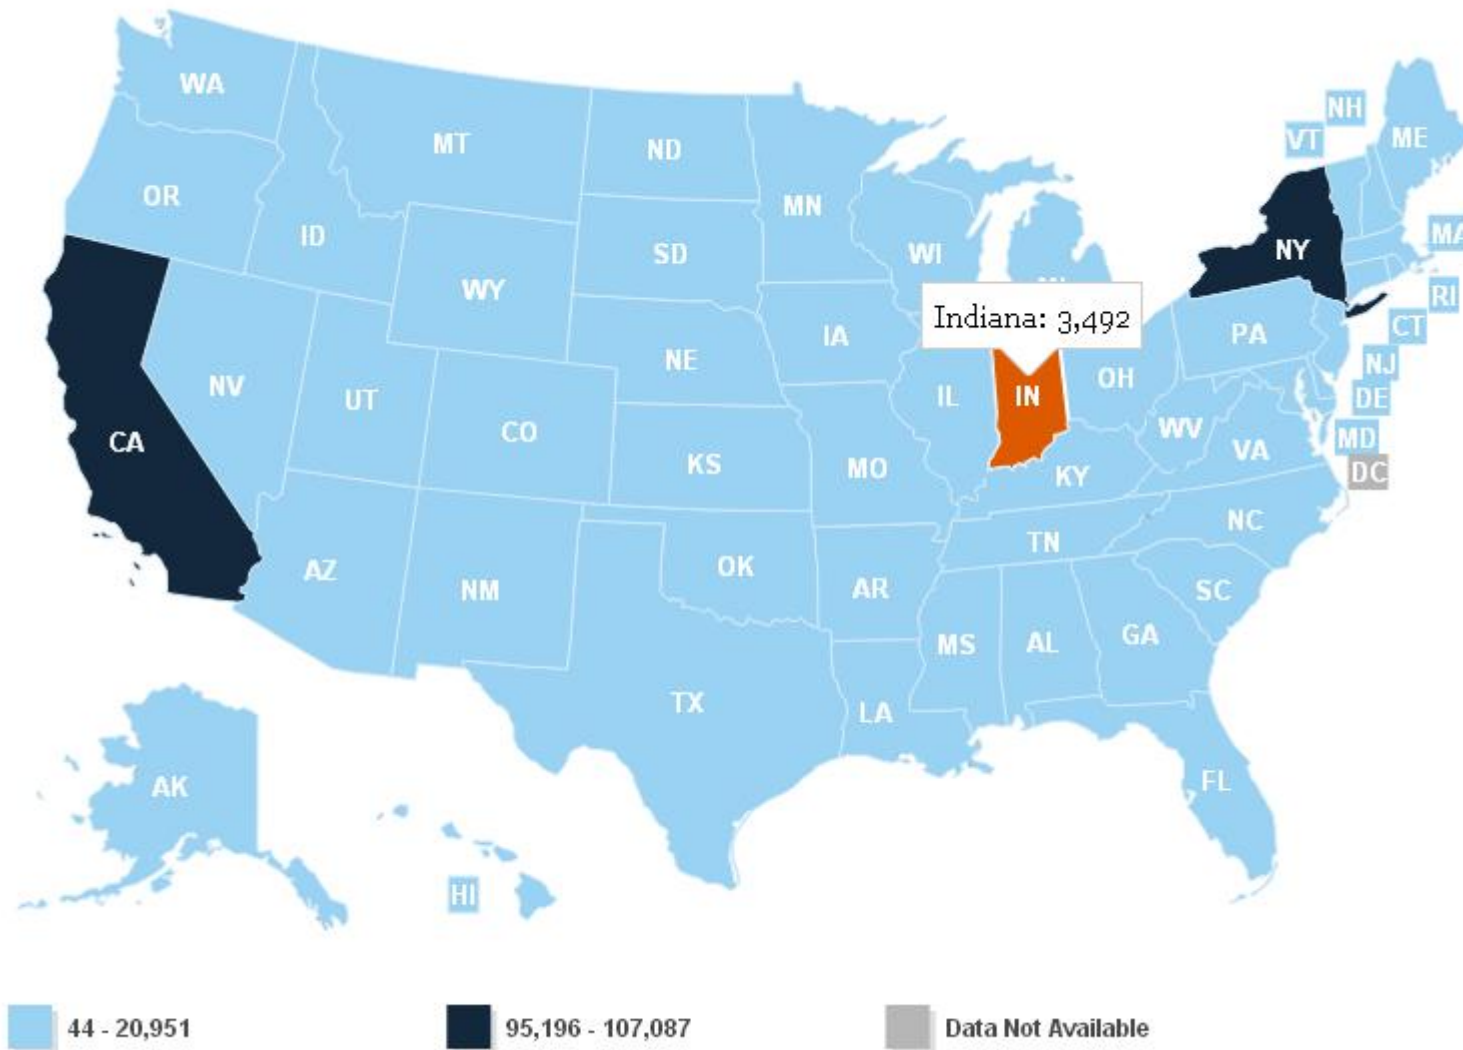 WA
NH
VT
ME
MT
ND
OR
MN
ID
SD
WI
NY
MA
WY
RI
Indiana: 3,492
CT
IA
PA
NE
NJ
NV
OH
UT
IL
IN
DE
CO
WV
CA
MD
VA
KS
MO
KY
DC
NC
TN
AZ
OK
NM
AR
SC
GA
MS
AL
TX
LA
FL
AK
HI
44 - 20,951
95,196 - 107,087
Data Not Available